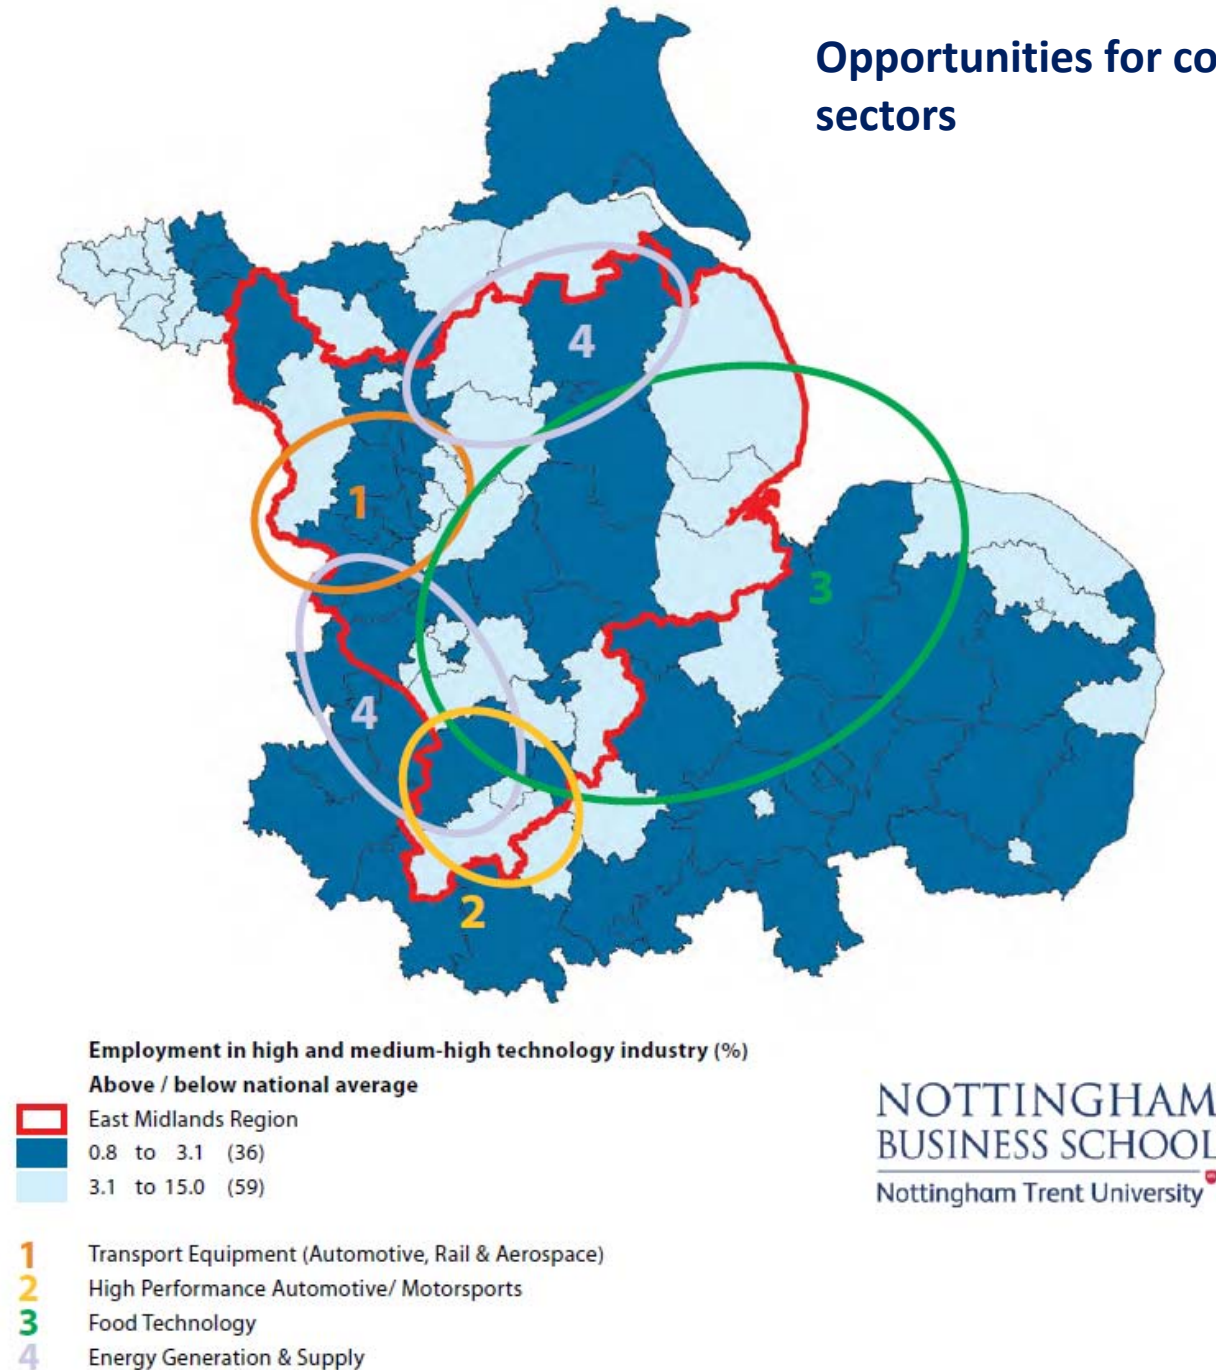 Opportunities for co
sectors
4
1
3
4
2
Employment in high and medium-high technology industry (%)
Above / below national average
East Midlands Region
0.8 to 3.1 (36)
3.1 to 15.0 (59)
1 Transport Equipment (Automotive, Rail & Aerospace)
2 High Performance Automotive/ Motorsports
3 Food Technology
4 Energy Generation & Supply
NOTTINGHAM
BUSINESS SCHOOL
Nottingham Trent University